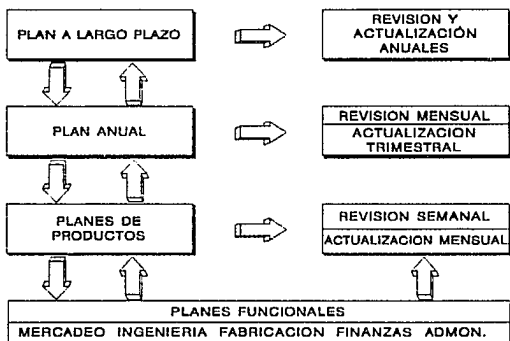 PLAN A LARGO PLAZO
REVISION Y
ACTUALIZACIÓN
ANUALES
PLAN ANUAL
REVISION MENSUAL
ACTUALIZACION
TRIMESTRAL
PLANES DE
PRODUCTOS
REVISION SEMANAL
ACTUALIZACION MENSUAL
PLANES FUNCIONALES
MERCADEO INGENIERIA FABRICACION FINANZAS ADMON.